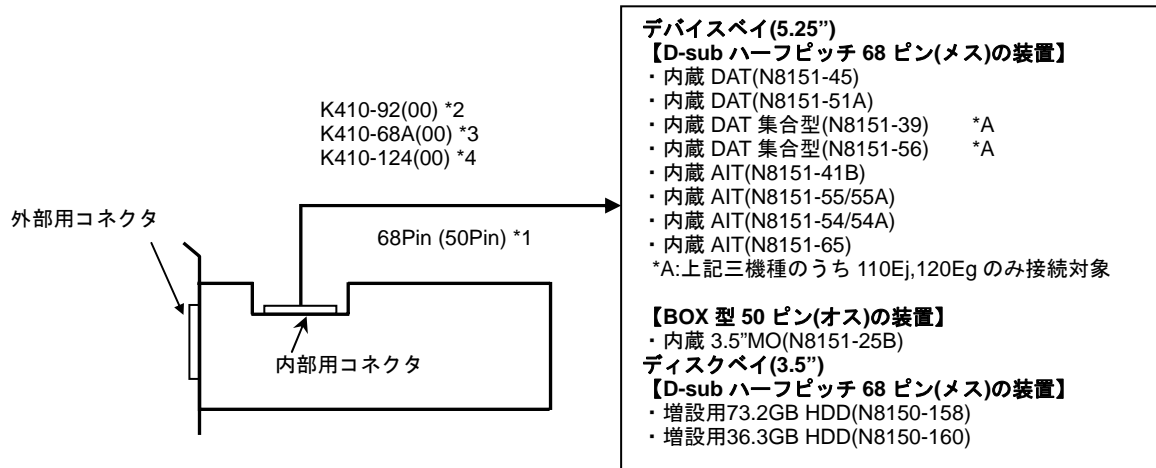 K410-92(00) *2
K410-68A(00) *3
K410-124(00) *4
外部用コネクタ
68Pin (50Pin) *1
内部用コネクタ
デバイスベイ(5.25”)
【D-sub ハーフピッチ 68 ピン(メス)の装置】
・内蔵 DAT(N8151-45)
・内蔵 DAT(N8151-51A)
・内蔵 DAT 集合型(N8151-39) *A
・内蔵 DAT 集合型(N8151-56) *A
・内蔵 AIT(N8151-41B)
・内蔵 AIT(N8151-55/55A)
・内蔵 AIT(N8151-54/54A)
・内蔵 AIT(N8151-65)
*A:上記三機種のうち 110Ej,120Eg のみ接続対象
【BOX 型 50 ピン(オス)の装置】
・内蔵 3.5”MO(N8151-25B)
ディスクベイ(3.5”)
【D-sub ハーフピッチ 68 ピン(メス)の装置】
・増設用73.2GB HDD(N8150-158)
・増設用36.3GB HDD(N8150-160)